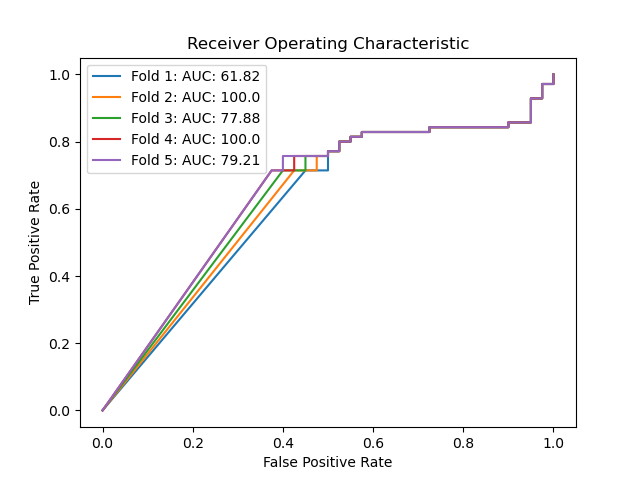 Receiver Operating Characteristic
Fold 1: AUC: 61.82
Fold 2: AUC: 100.0
Fold 3: AUC: 77.88
Fold 4: AUC: 100.0
Fold 5: AUC: 79.21
True Positive Rate
1.0
0.8
0.6
0.4
0.2
0.0
0.0 0.2 0.4 0.6 0.8 1.0
False Positive Rate